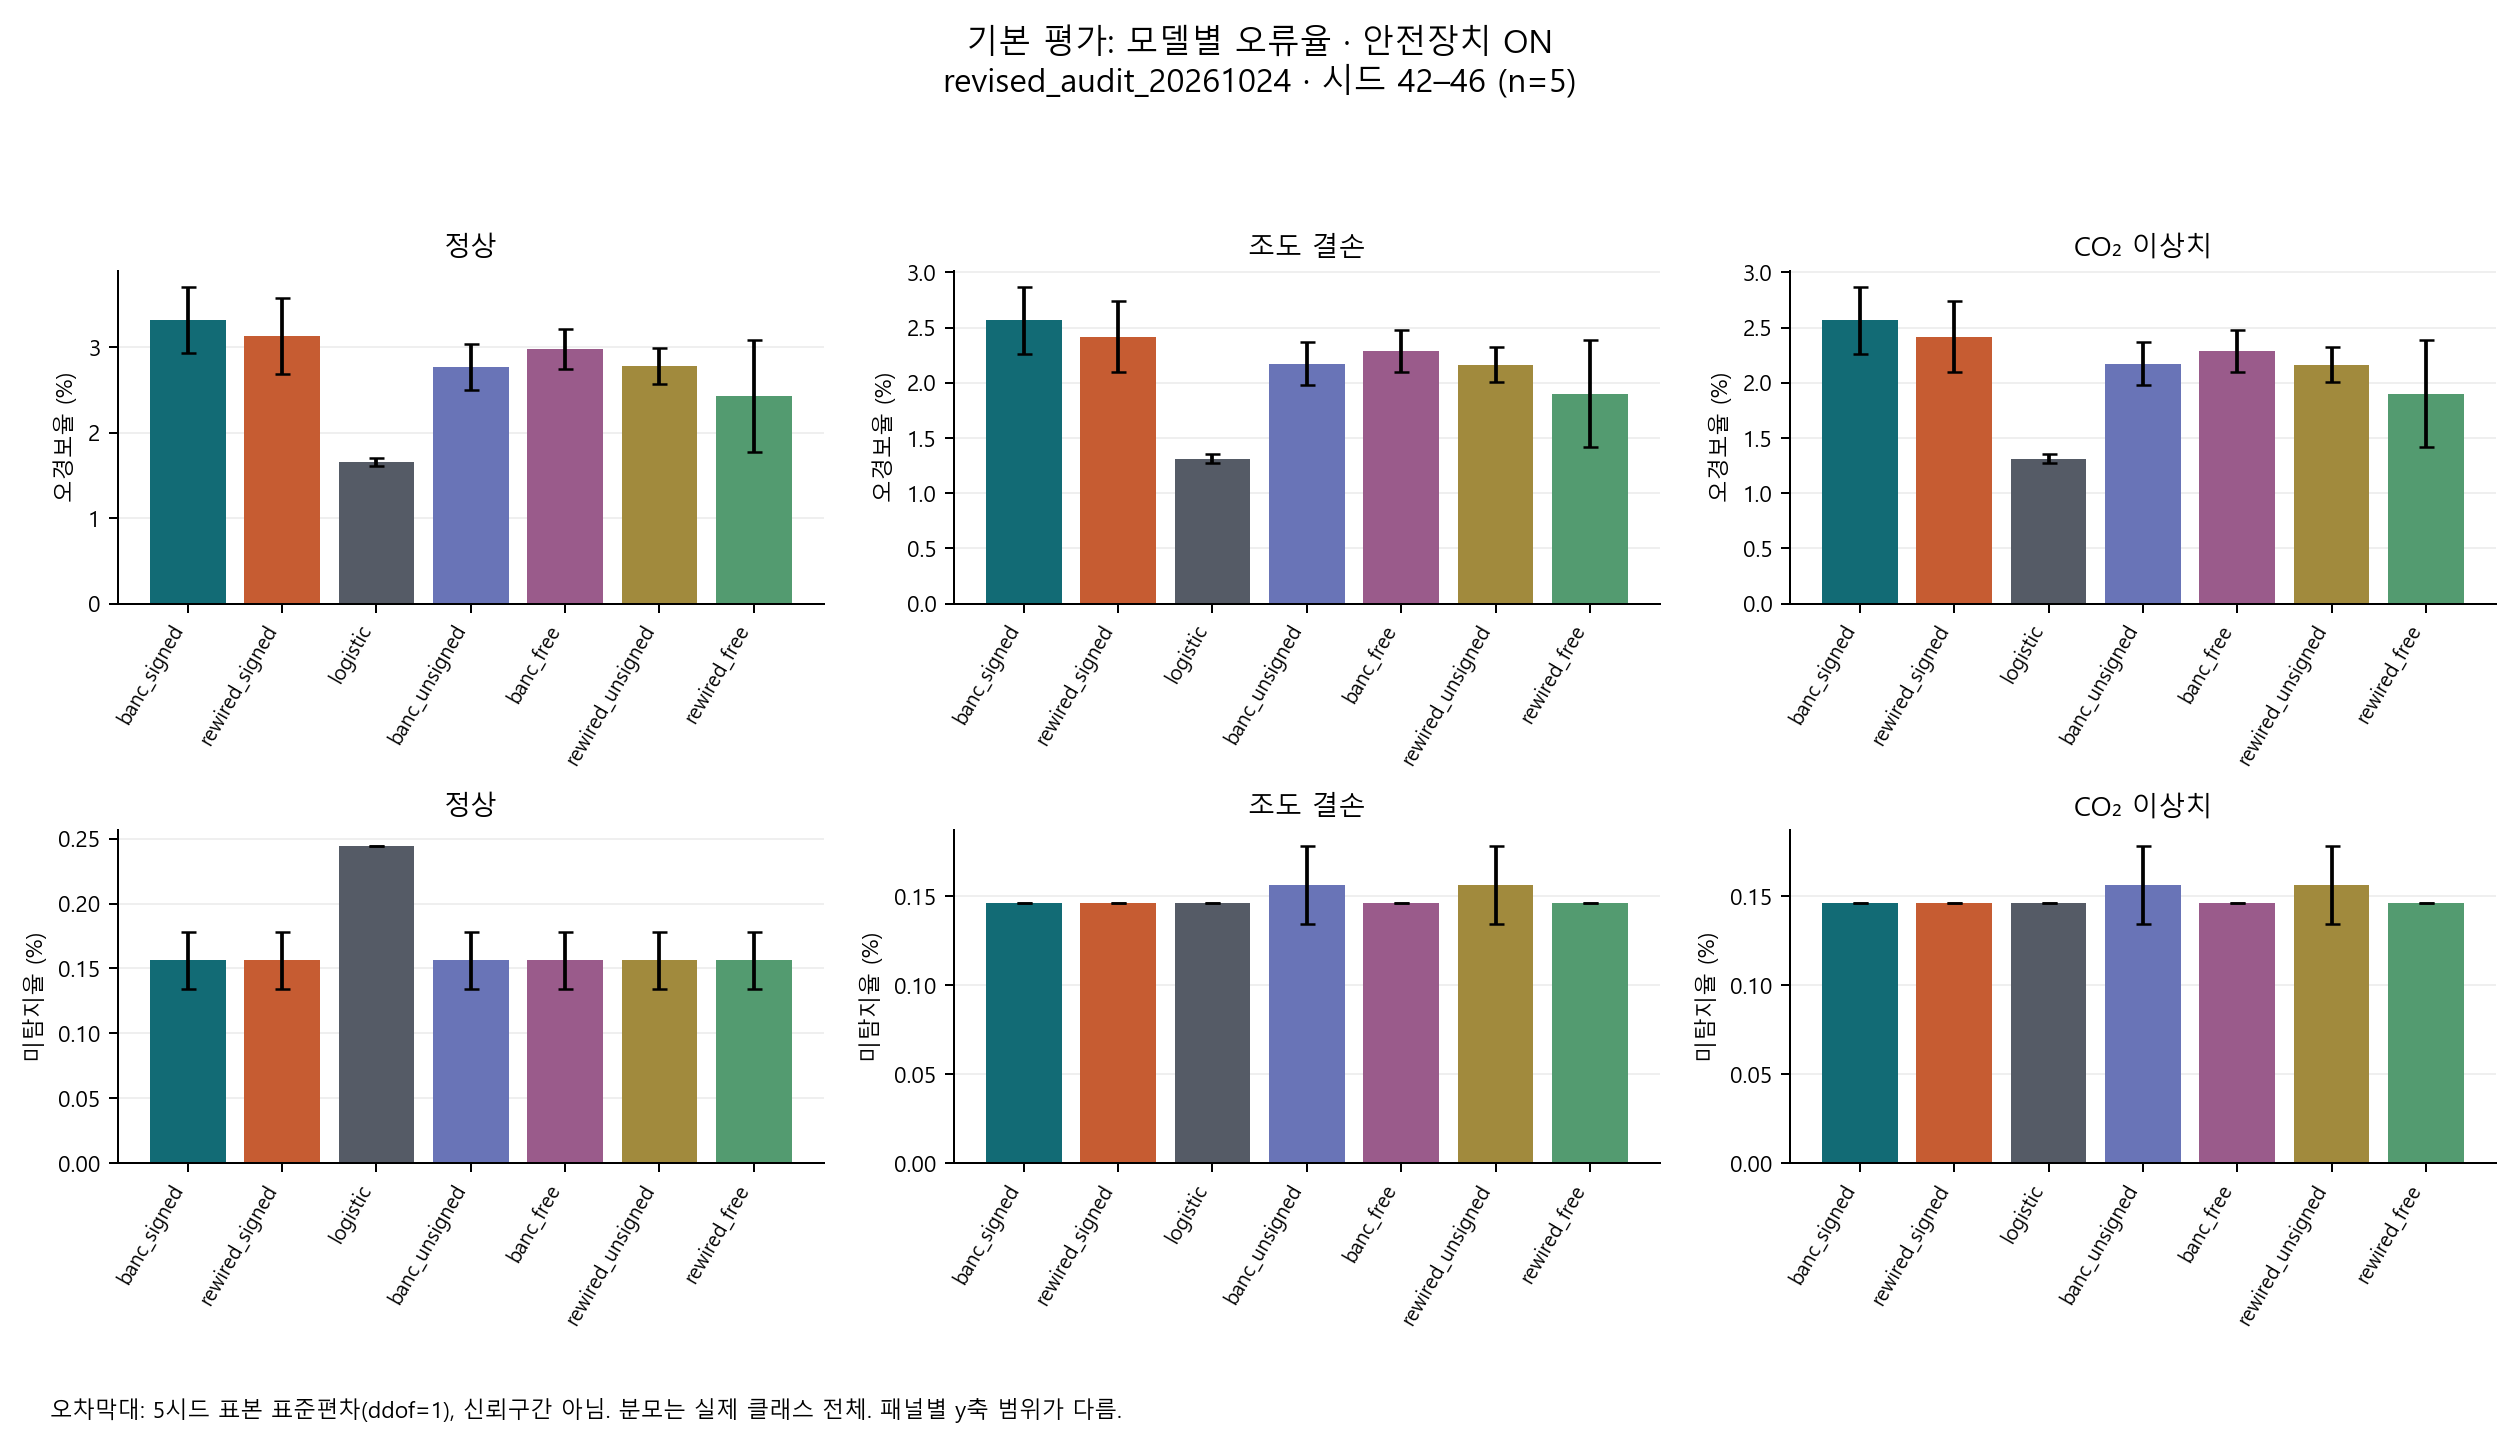 기본 평가: 모델별 오류율 · 안전장치 ON
revised_audit_20261024 · 시드 42–46 (n=5)
정상
오경보율 (%)
3
2
1
0
banc_signed
rewired_signed
logistic
banc_unsigned
banc_free
rewired_unsigned
rewired_free
조도 결손
오경보율 (%)
3.0
2.5
2.0
1.5
1.0
0.5
0.0
banc_signed
rewired_signed
logistic
banc_unsigned
banc_free
rewired_unsigned
rewired_free
CO₂ 이상치
오경보율 (%)
3.0
2.5
2.0
1.5
1.0
0.5
0.0
banc_signed
rewired_signed
logistic
banc_unsigned
banc_free
rewired_unsigned
rewired_free
정상
미탐지율 (%)
0.25
0.20
0.15
0.10
0.05
0.00
banc_signed
rewired_signed
logistic
banc_unsigned
banc_free
rewired_unsigned
rewired_free
조도 결손
미탐지율 (%)
0.15
0.10
0.05
0.00
banc_signed
rewired_signed
logistic
banc_unsigned
banc_free
rewired_unsigned
rewired_free
CO₂ 이상치
미탐지율 (%)
0.15
0.10
0.05
0.00
banc_signed
rewired_signed
logistic
banc_unsigned
banc_free
rewired_unsigned
rewired_free
오차막대: 5시드 표본 표준편차(ddof=1), 신뢰구간 아님. 분모는 실제 클래스 전체. 패널별 y축 범위가 다름.